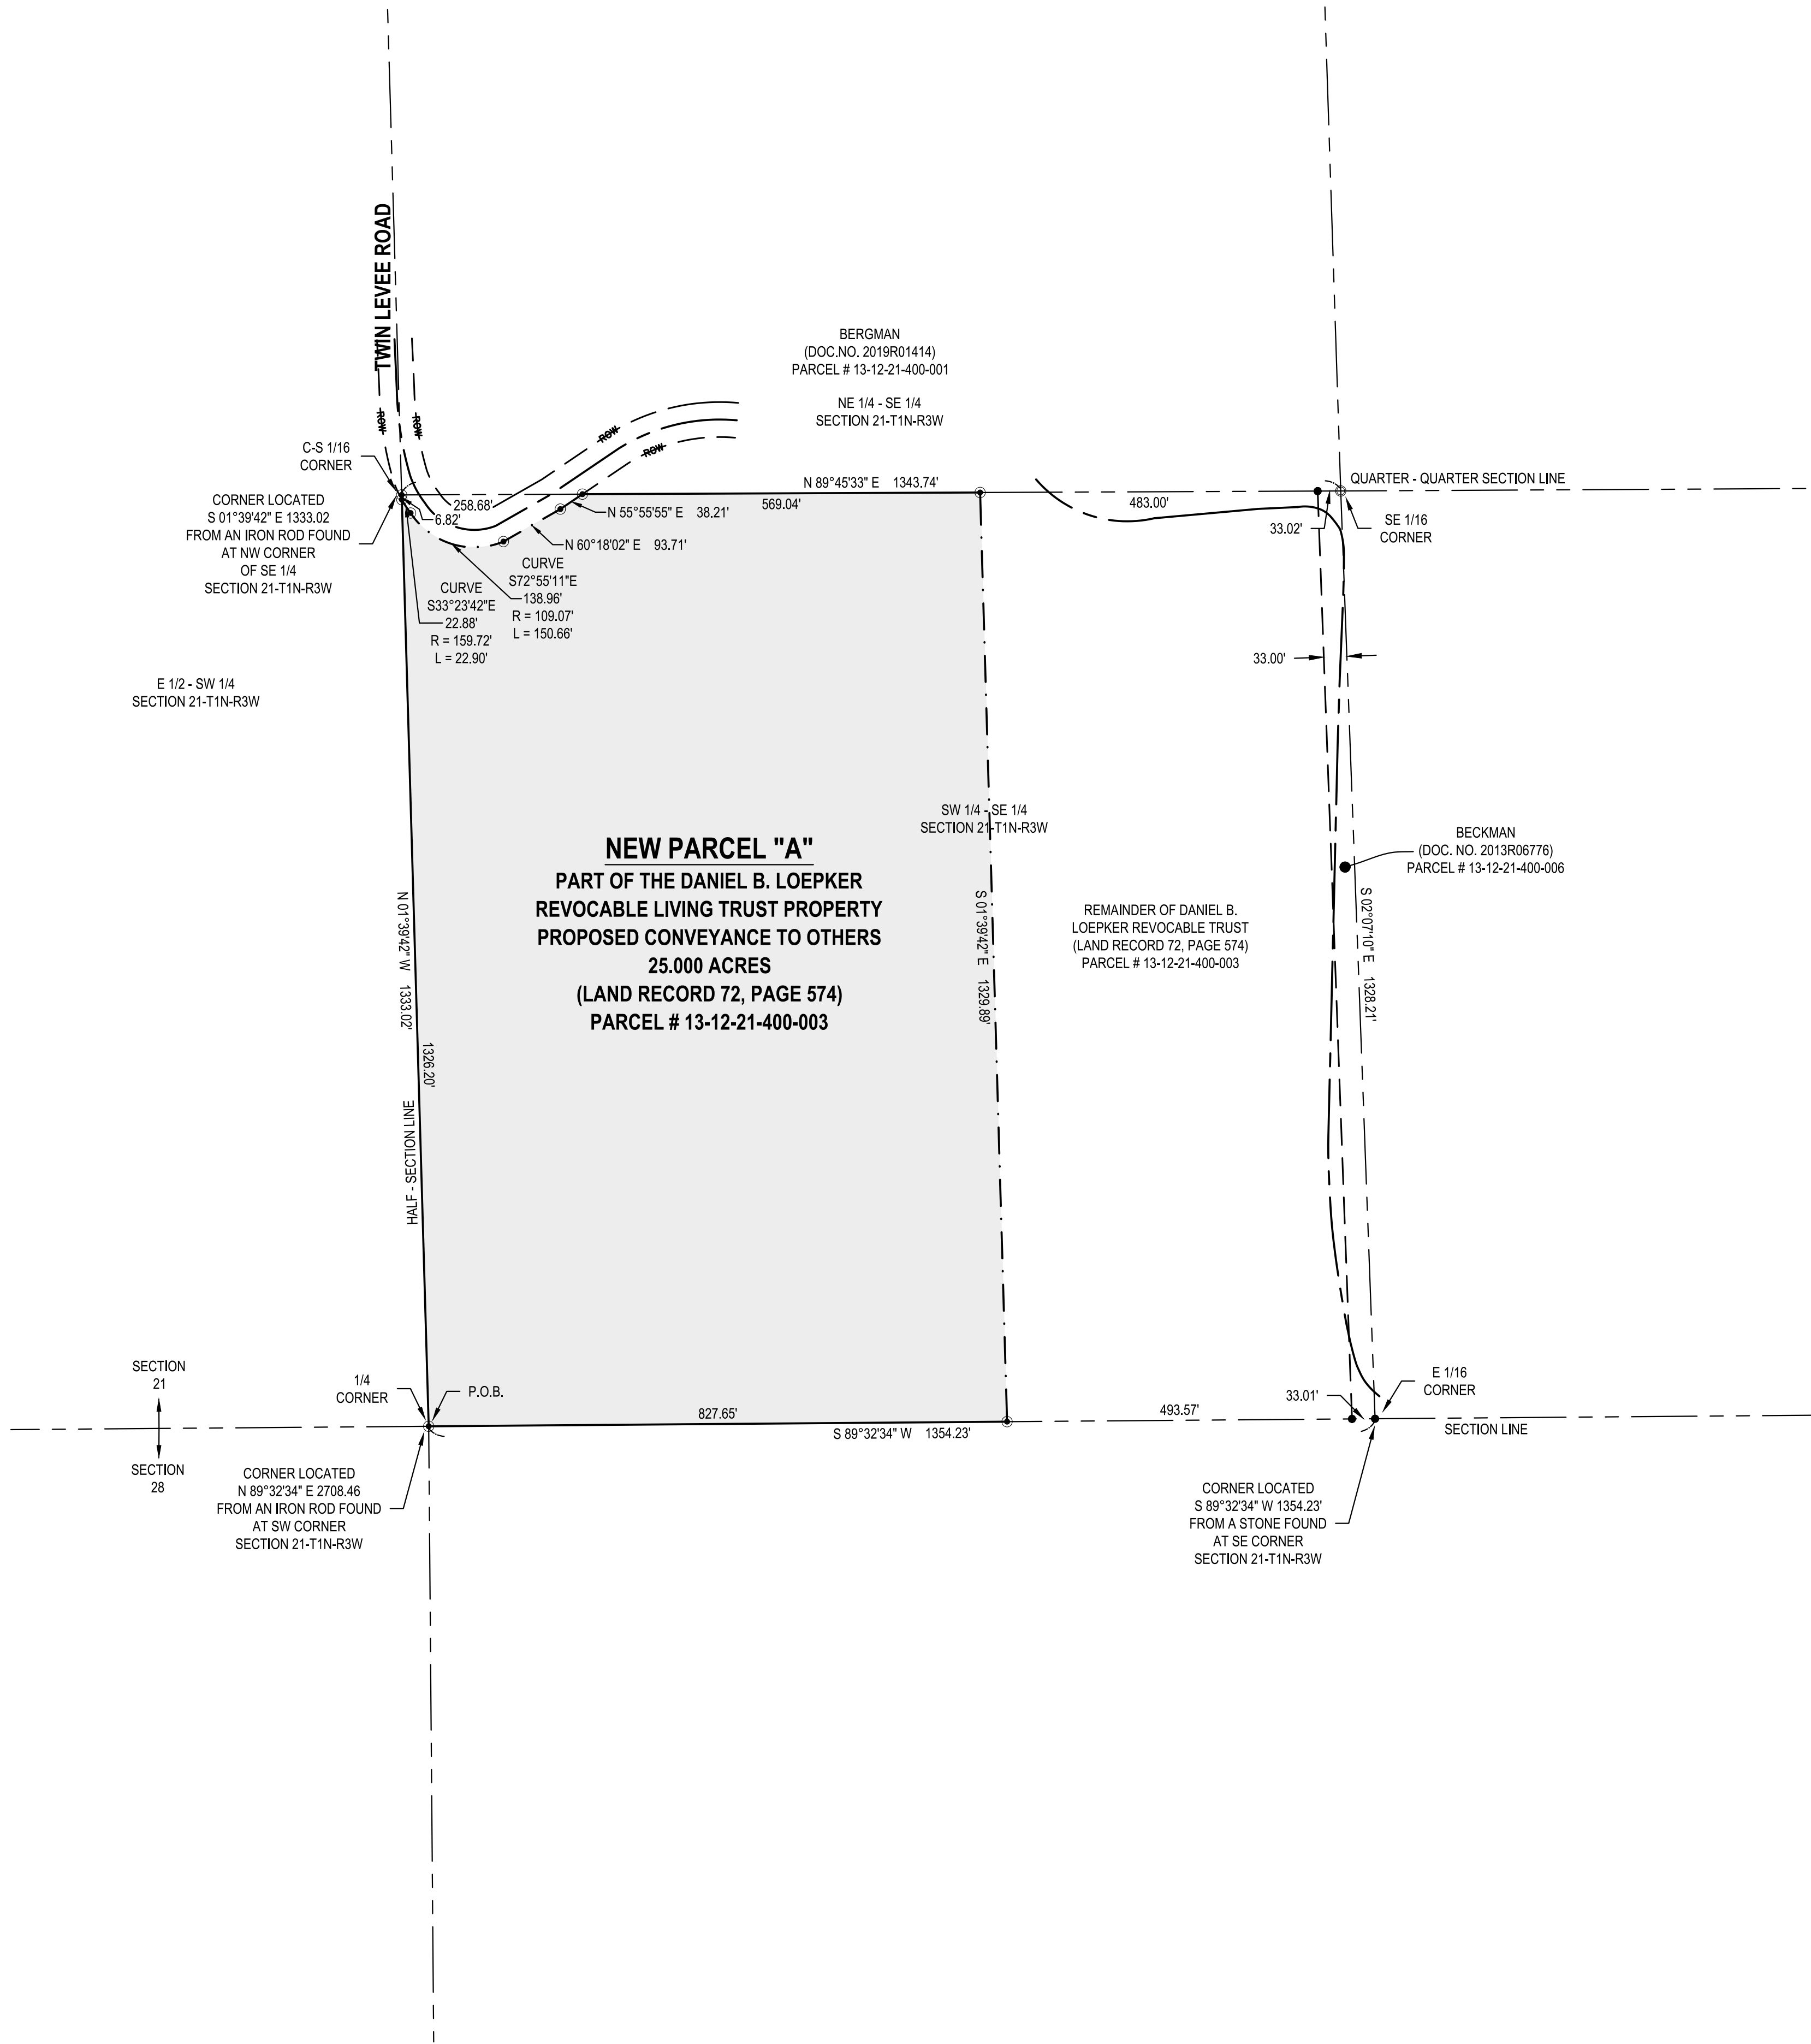 TWIN LEVEE ROAD
BERGMAN
(DOC.NO. 2019R01414)
PARCEL # 13-12-21-400-001
NE 1/4 - SE 1/4
SECTION 21-T1N-R3W
ROW
ROW
ROW
ROW
C-S 1/16
CORNER
CORNER LOCATED
S 01°39'42" E 1333.02
FROM AN IRON ROD FOUND
AT NW CORNER
OF SE 1/4
SECTION 21-T1N-R3W
258.68'
6.82'
N 89°45'33" E 1343.74'
569.04'
N 55°55'55" E 38.21'
N 60°18'02" E 93.71'
CURVE
S72°55'11"E
138.96'
R = 109.07'
L = 150.66'
CURVE
S33°23'42"E
22.88'
R = 159.72'
L = 22.90'
483.00'
QUARTER - QUARTER SECTION LINE
33.02'
SE 1/16
CORNER
33.00'
E 1/2 - SW 1/4
SECTION 21-T1N-R3W
SW 1/4 - SE 1/4
SECTION 21-T1N-R3W
NEW PARCEL "A"
PART OF THE DANIEL B. LOEPKER
REVOCABLE LIVING TRUST PROPERTY
PROPOSED CONVEYANCE TO OTHERS
25.000 ACRES
(LAND RECORD 72, PAGE 574)
PARCEL # 13-12-21-400-003
BECKMAN
(DOC. NO. 2013R06776)
PARCEL # 13-12-21-400-006
REMAINDER OF DANIEL B.
LOEPKER REVOCABLE TRUST
(LAND RECORD 72, PAGE 574)
PARCEL # 13-12-21-400-003
N 01°39'42" W 1333.02'
1326.20'
HALF - SECTION LINE
S 01°39'42" E 1329.89'
S 02°07'10" E 1328.21'
SECTION
21
SECTION
28
1/4
CORNER
P.O.B.
827.65'
S 89°32'34" W 1354.23'
493.57'
33.01'
E 1/16
CORNER
SECTION LINE
CORNER LOCATED
N 89°32'34" E 2708.46
FROM AN IRON ROD FOUND
AT SW CORNER
SECTION 21-T1N-R3W
CORNER LOCATED
S 89°32'34" W 1354.23'
FROM A STONE FOUND
AT SE CORNER
SECTION 21-T1N-R3W